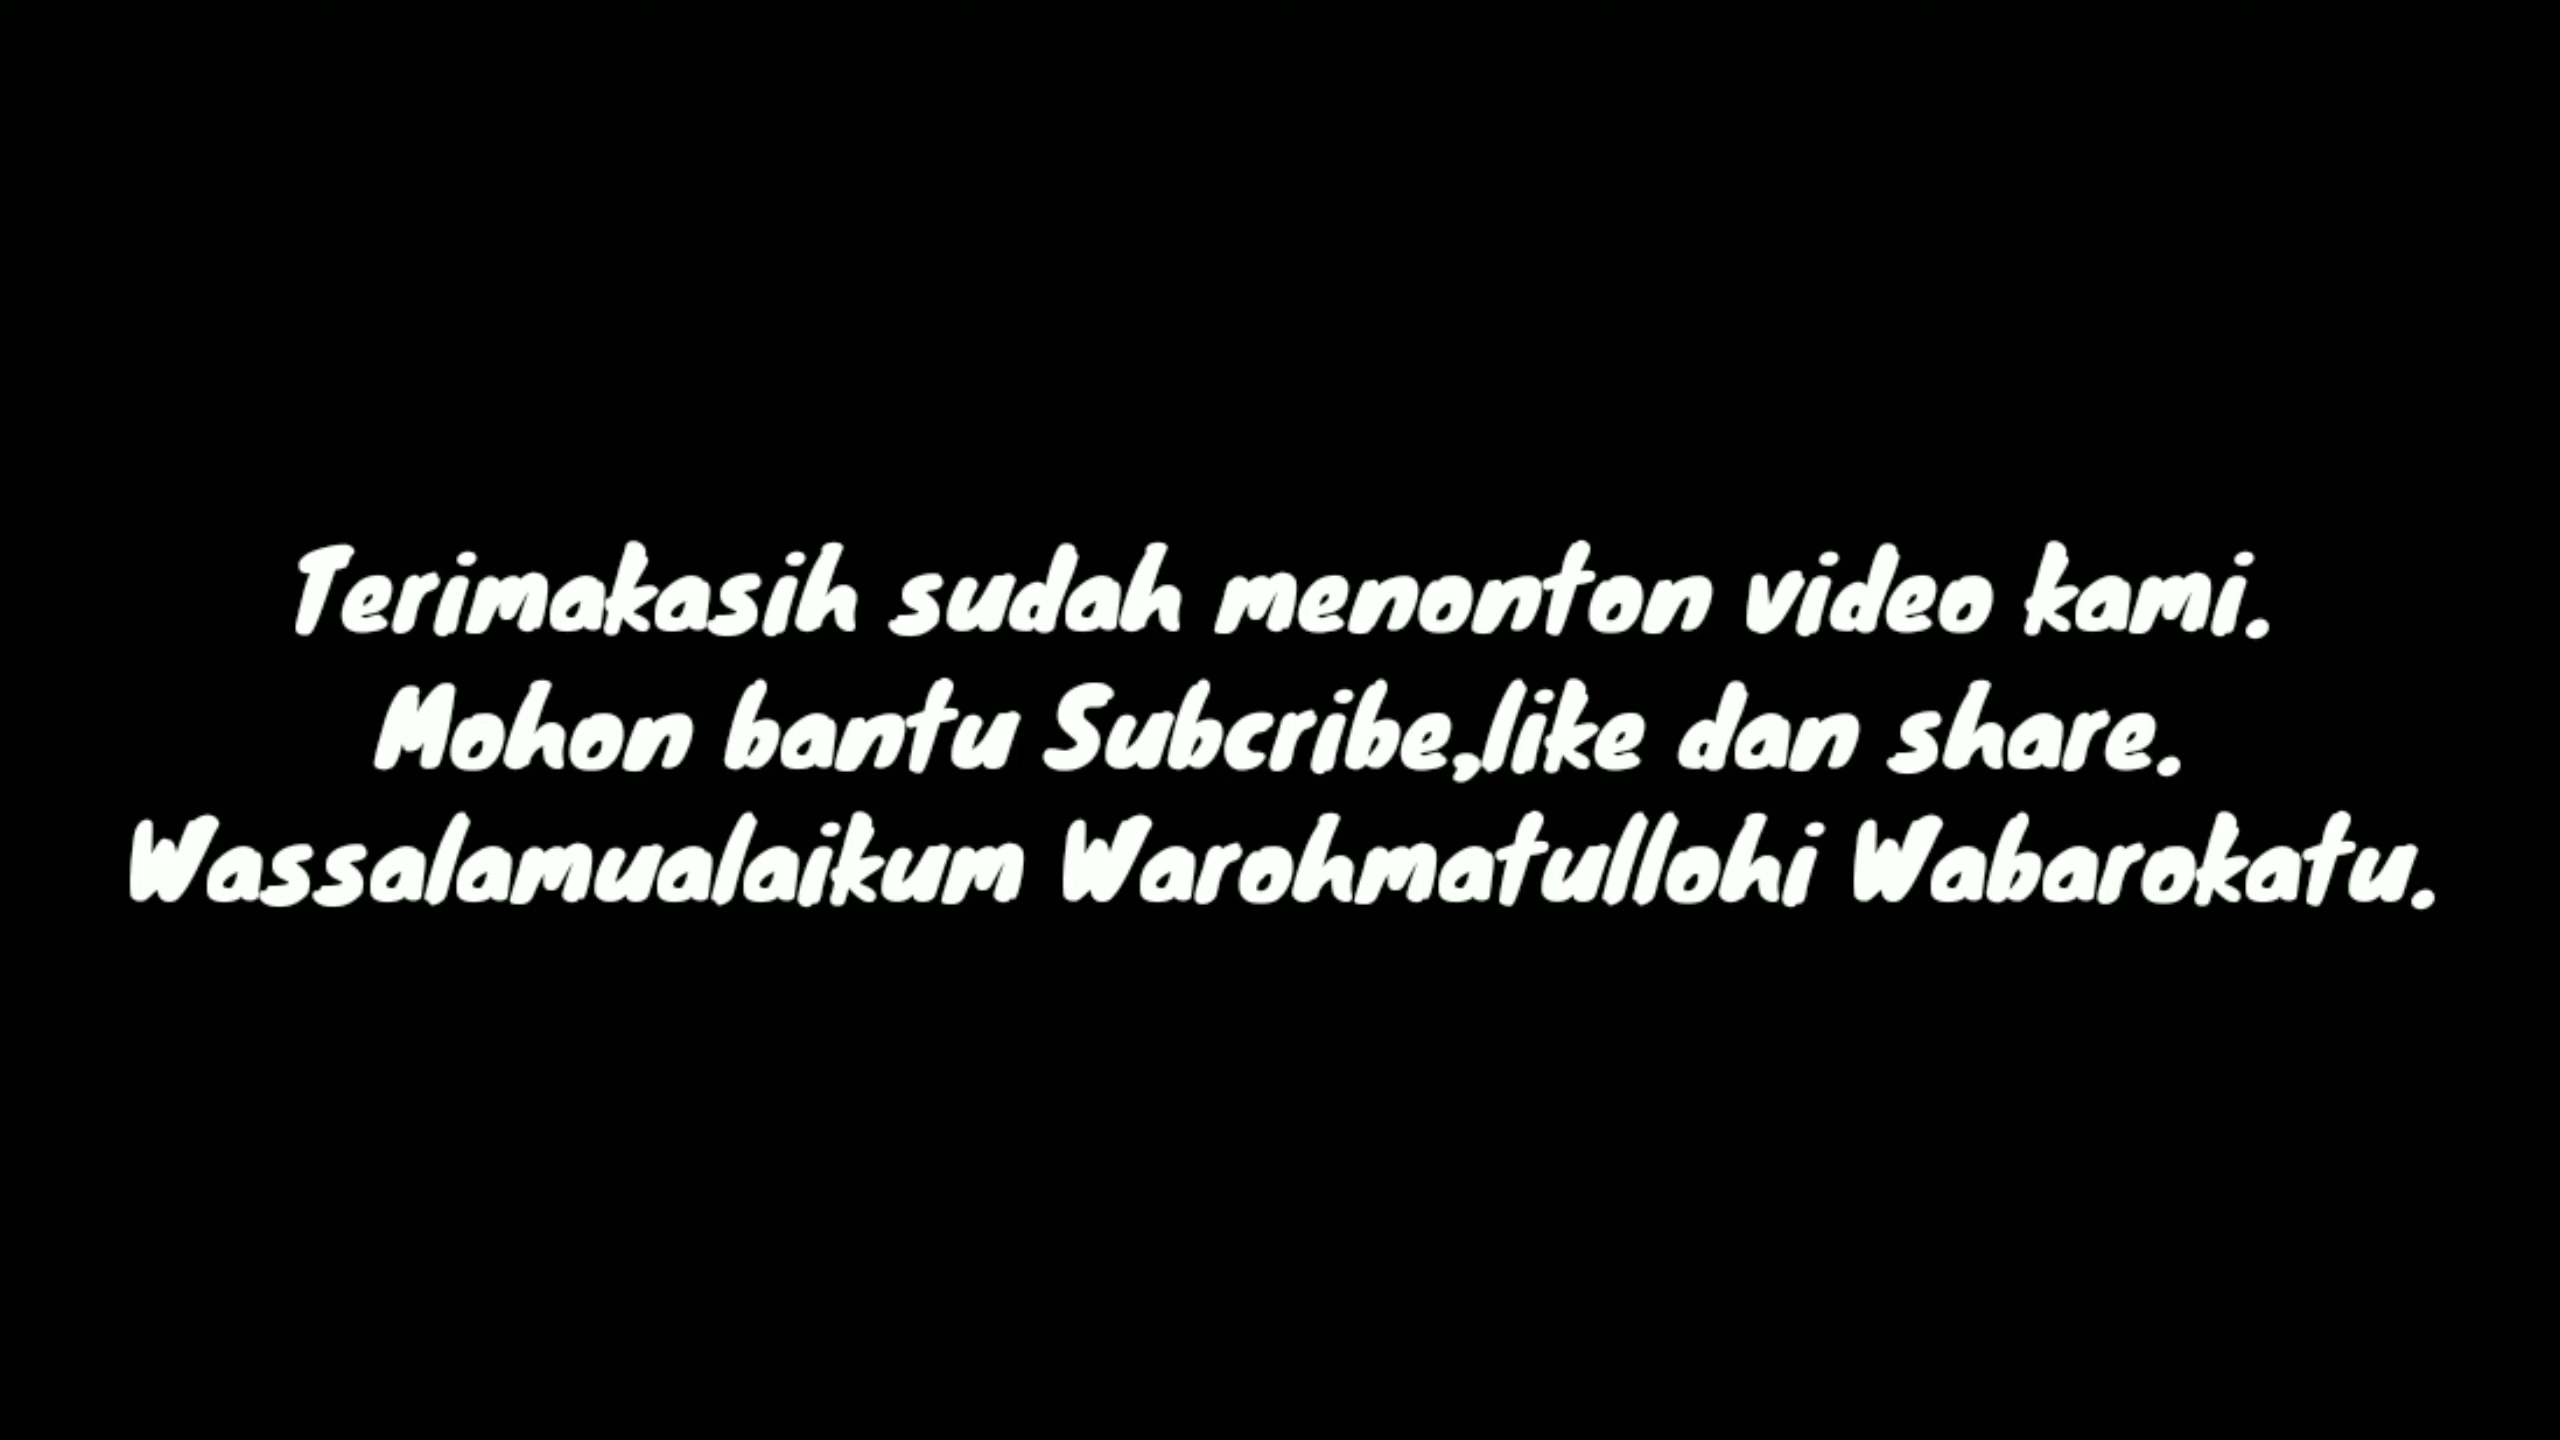 Terimakasih sudah menonton video kami.
Mohon bantu Subcribe,like dan share.
Wassalamualaikum Warohmatullohi Wabarokatu.